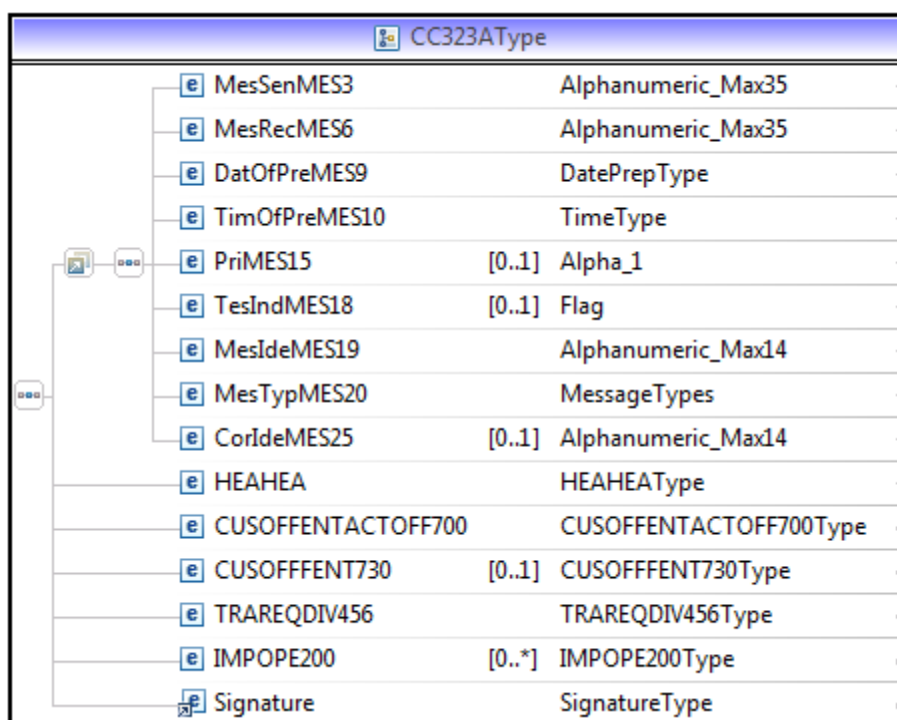 CC323AType
e MesSenMES3 Alphanumeric_Max35
e MesRecMES6 Alphanumeric_Max35
e DatOfPreMES9 DatePrepType
e TimOfPreMES10 TimeType
e PriMES15 [0..1] Alpha_1
e TesIndMES18 [0..1] Flag
e MesIdeMES19 Alphanumeric_Max14
e MesTypMES20 MessageTypes
e CorIdeMES25 [0..1] Alphanumeric_Max14
e HEAHEA HEAHEAType
e CUSOFFENTACTOFF700 CUSOFFENTACTOFF700Type
e CUSOFFFENT730 [0..1] CUSOFFFENT730Type
e TRAREQDIV456 TRAREQDIV456Type
e IMPOPE200 [0..*] IMPOPE200Type
e Signature SignatureType